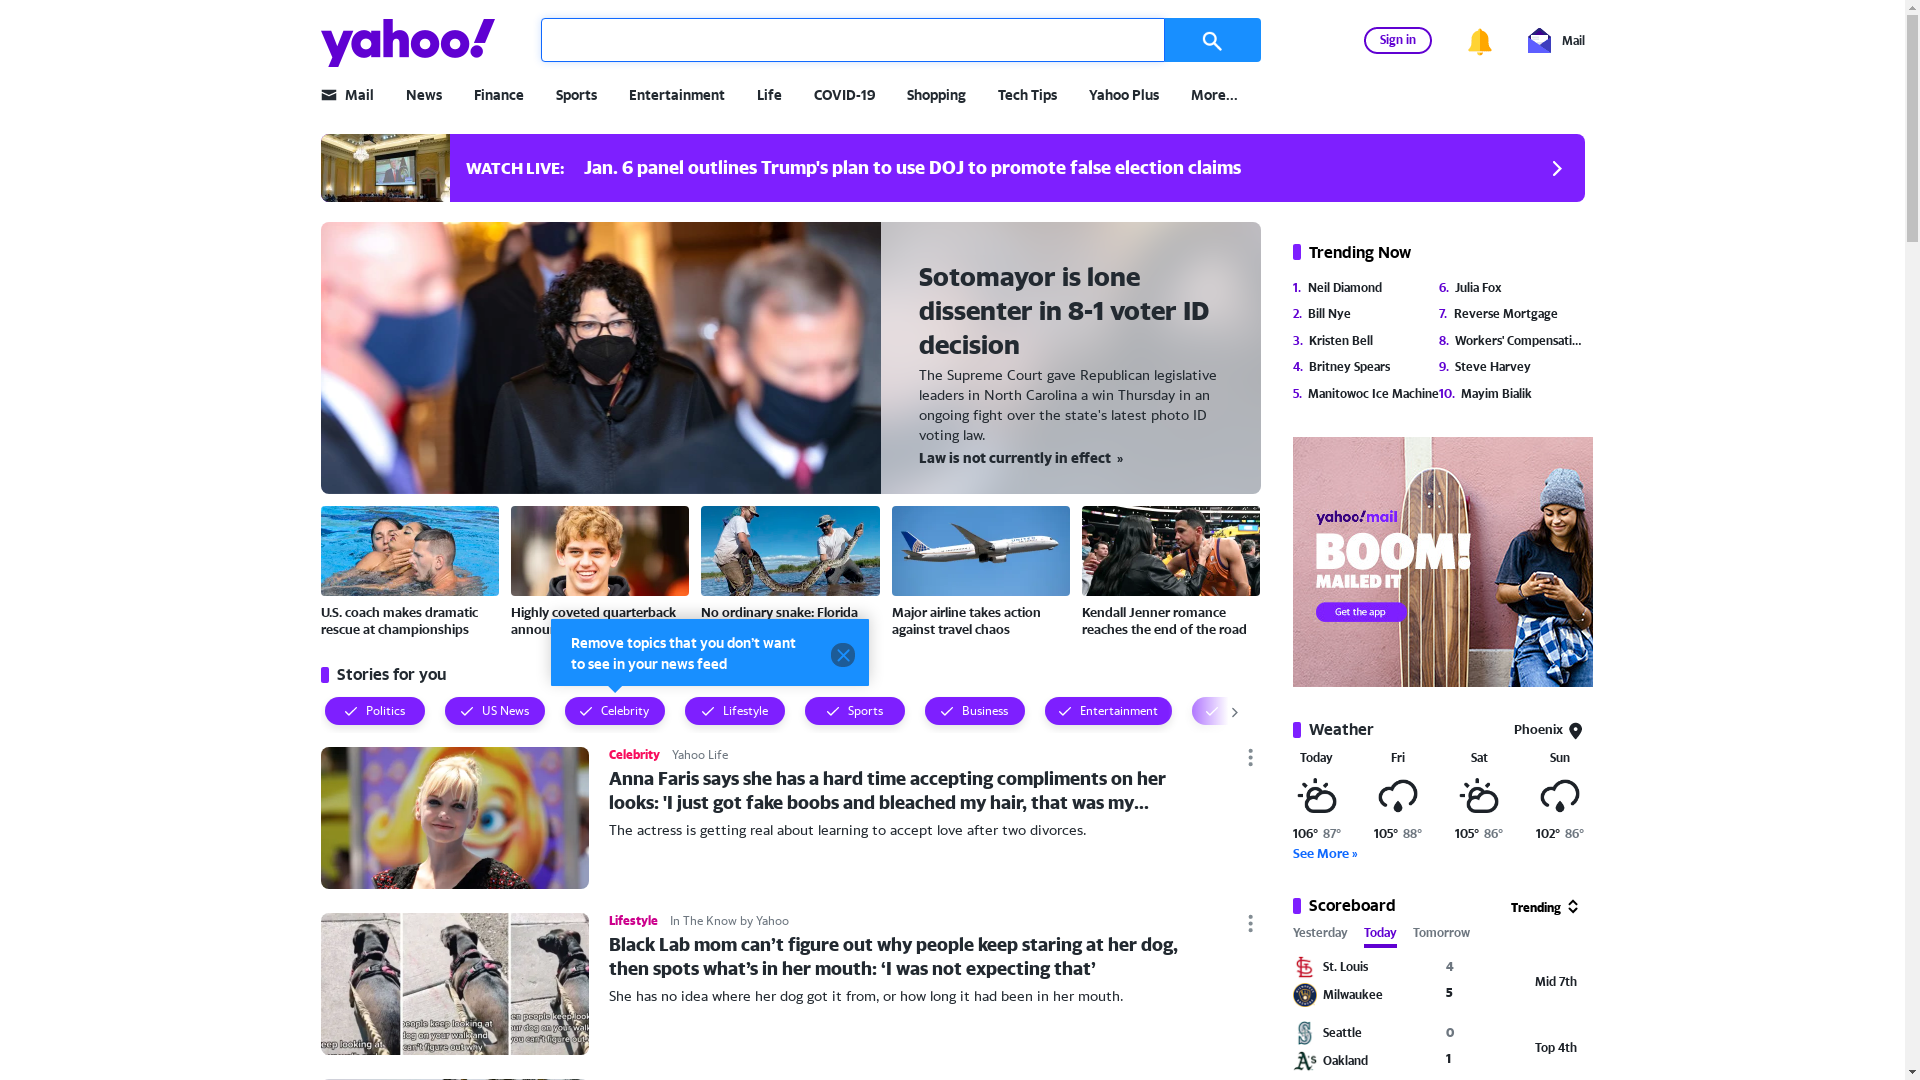 yahoo!
Sign in
Mail
Mail
News
Finance
Sports
Entertainment
Life
COVID-19
Shopping
Tech Tips
Yahoo Plus
More...
WATCH LIVE:
Jan. 6 panel outlines Trump's plan to use DOJ to promote false election claims
Sotomayor is lone
dissenter in 8-1 voter ID
decision
The Supreme Court gave Republican legislative
leaders in North Carolina a win Thursday in an
ongoing fight over the state's latest photo ID
voting law.
Law is not currently in effect »
U.S. coach makes dramatic
rescue at championships
Highly coveted quarterback
No ordinary snake: Florida
Major airline takes action
against travel chaos
Kendall Jenner romance
reaches the end of the road
Remove topics that you don't want
to see in your news feed
Stories for you
Politics
US News
Celebrity
Lifestyle
Sports
Business
Entertainment
Celebrity Yahoo Life
Anna Faris says she has a hard time accepting compliments on her
looks: 'I just got fake boobs and bleached my hair, that was my...
The actress is getting real about learning to accept love after two divorces.
Lifestyle In The Know by Yahoo
Black Lab mom can’t figure out why people keep staring at her dog,
then spots what’s in her mouth: ‘I was not expecting that’
She has no idea where her dog got it from, or how long it had been in her mouth.
Trending Now
1. Neil Diamond
2. Bill Nye
3. Kristen Bell
4. Britney Spears
5. Manitowoc Ice Machine
6. Julia Fox
7. Reverse Mortgage
8. Workers' Compensati...
9. Steve Harvey
10. Mayim Bialik
yahoo!mail
BOOM!
MAILED IT
Get the app
Weather
Phoenix
Today Fri Sat Sun
106° 87° 105° 88° 105° 86° 102° 86°
See More »
Scoreboard
Trending
Yesterday Today Tomorrow
St. Louis 4
Milwaukee 5
Mid 7th
Seattle 0
Oakland 1
Top 4th